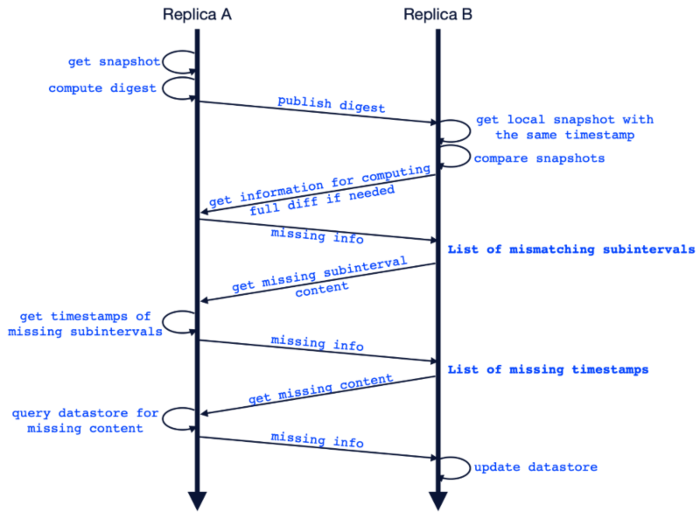 Replica A
Replica B
get snapshot
compute digest
publish digest
get local snapshot with
the same timestamp
compare snapshots
get information for computing
full diff if needed
missing info
List of mismatching subintervals
get missing subinterval
content
get timestamps of
missing subintervals
missing info
List of missing timestamps
get missing content
query datastore for
missing content
missing info
update datastore